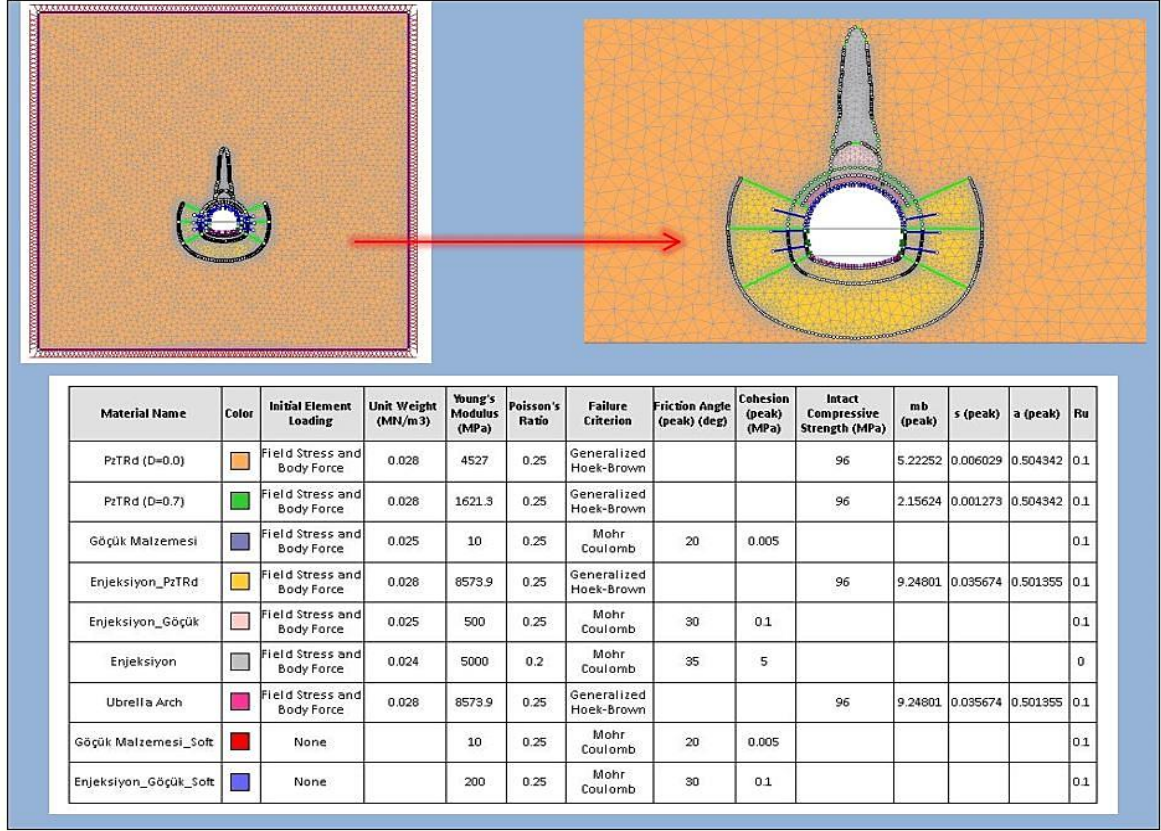 Material Name Color Initial Element Loading Unit Weight (MN/m3) Young's Modulus (MPa) Poisson's Ratio Failure Criterion Friction Angle (peak) (deg) Cohesion (peak) (MPa) Intact Compressive Strength (MPa) mb (peak) s (peak) a (peak) Ru
PzTRd (D=0.0) Field Stress and Body Force 0.028 4527 0.25 Generalized Hoek-Brown 96 5.22252 0.006029 0.504342 0.1
PzTRd (D=0.7) Field Stress and Body Force 0.028 1621.3 0.25 Generalized Hoek-Brown 96 2.15624 0.001273 0.504342 0.1
Göçük Malzemesi Field Stress and Body Force 0.025 10 0.25 Mohr Coulomb 20 0.005 0.1
Enjeksiyon_PzTRd Field Stress and Body Force 0.028 8573.9 0.25 Generalized Hoek-Brown 96 9.24801 0.035674 0.501355 0.1
Enjeksiyon_Göçük Field Stress and Body Force 0.025 500 0.25 Mohr Coulomb 30 0.1 0.1
Enjeksiyon Field Stress and Body Force 0.024 5000 0.2 Mohr Coulomb 35 5 0
Ubrella Arch Field Stress and Body Force 0.028 8573.9 0.25 Generalized Hoek-Brown 96 9.24801 0.035674 0.501355 0.1
Göçük Malzemesi_Soft None 10 0.25 Mohr Coulomb 20 0.005 0.1
Enjeksiyon_Göçük_Soft None 200 0.25 Mohr Coulomb 30 0.1 0.1